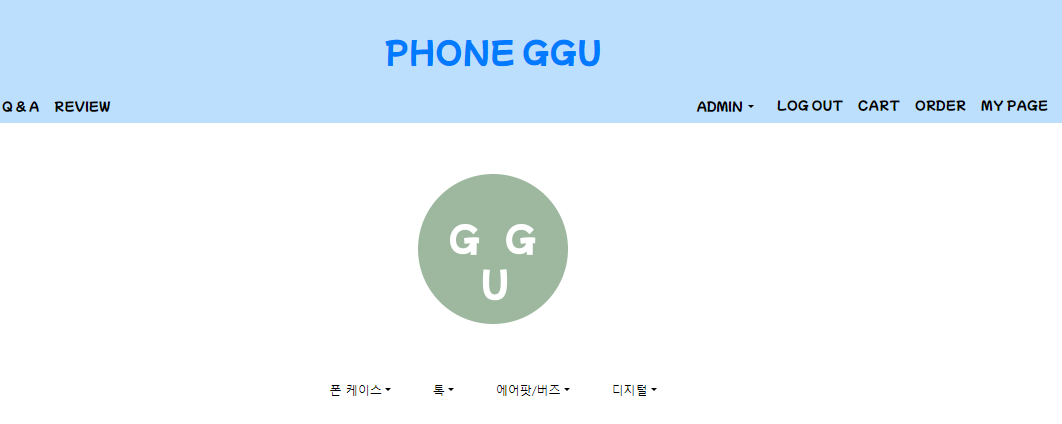 PHONE GGU
Q & A REVIEW ADMIN LOG OUT CART ORDER MY PAGE
G G
U
폰 케이스 톡 에어팟/버즈 디지털